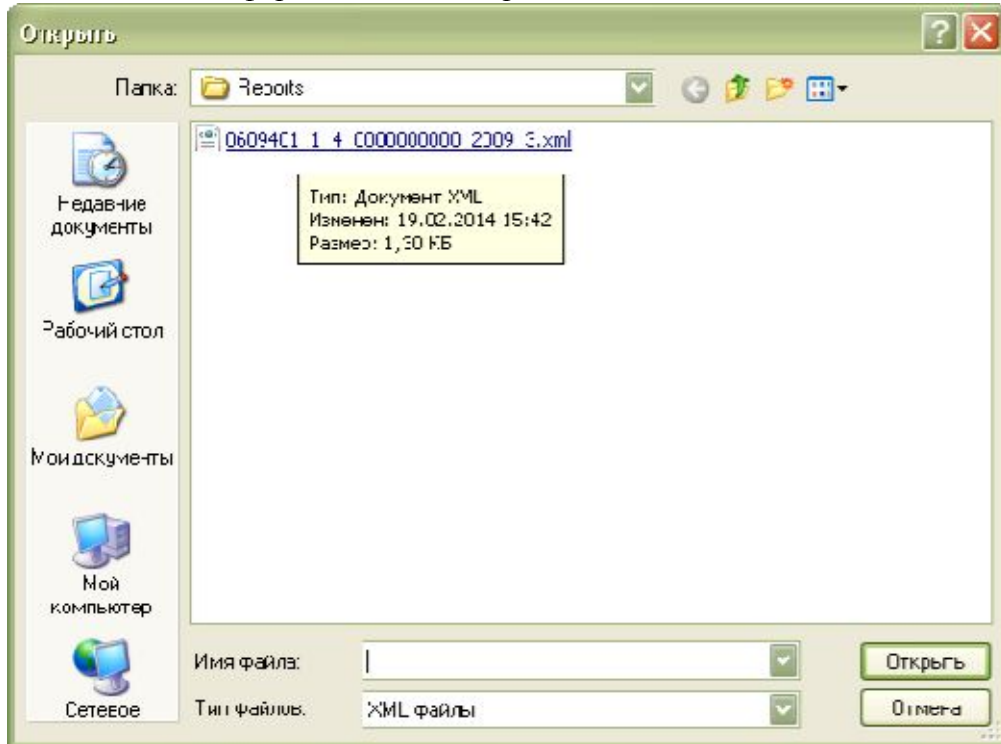 Открыть
Папка:
Reports
0609401_1_4_0000000000_2009_3.xml
Тип: Документ XML
Изменен: 19.02.2014 15:42
Размер: 1,30 КБ
Недавние
документы
Рабочий стол
Мои документы
Мой
компьютер
Сетевое
Имя файла:
Открыть
Тип файлов:
XML файлы
Отмена